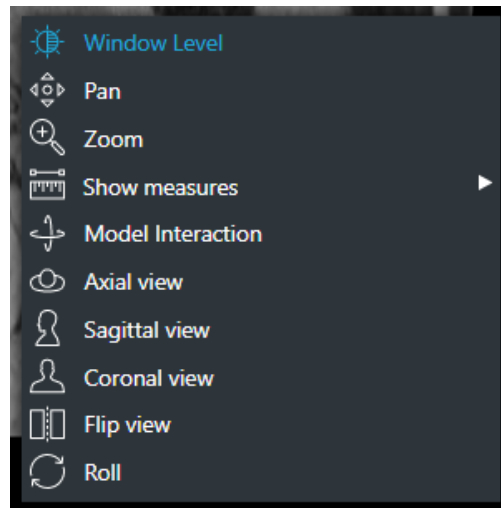 Window Level
Pan
Zoom
Show measures
Model Interaction
Axial view
Sagittal view
Coronal view
Flip view
Roll